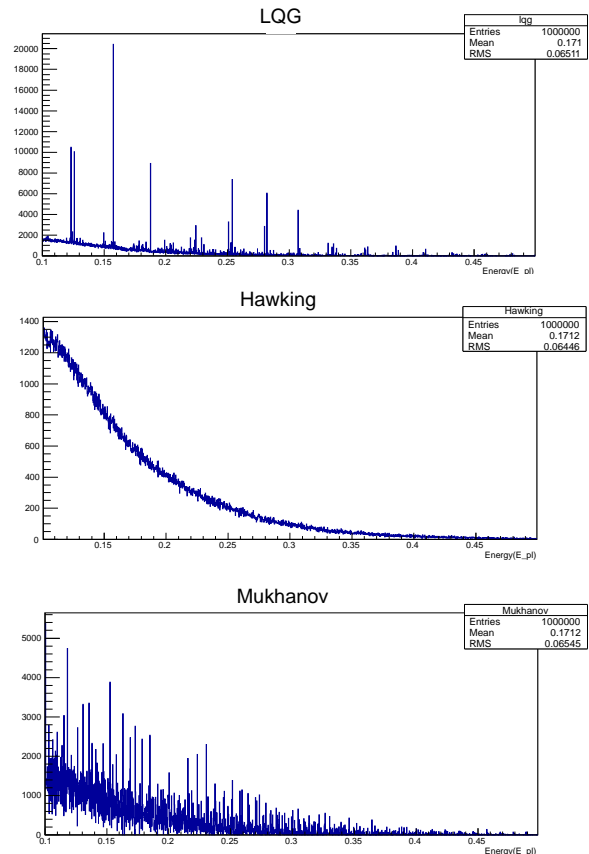 LQG
lqg
Entries 1000000
Mean 0.171
RMS 0.06511
20000
18000
16000
14000
12000
10000
8000
6000
4000
2000
0
0.1 0.15 0.2 0.25 0.3 0.35 0.4 0.45
Energy(E_pl)
Hawking
Hawking
Entries 1000000
Mean 0.1712
RMS 0.06446
1400
1200
1000
800
600
400
200
0
0.15 0.2 0.25 0.3 0.35 0.4 0.45
Energy(E_pl)
Mukhanov
Mukhanov
Entries 1000000
Mean 0.1712
RMS 0.06545
5000
4000
3000
2000
1000
0
0.1 0.15 0.2 0.25 0.3 0.35 0.4 0.45
Energy(E_pl)